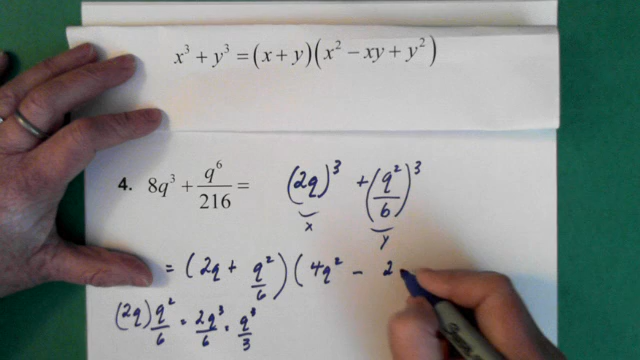 x³ + y³ = (x + y)(x² − xy + y²)
4. 8q³ + q⁶/216 = (2q)³ + (q²/6)³
x y
= (2q + q²/6)(4q² − 2
(2q) q²/6 = 2q³/6 = q³/3